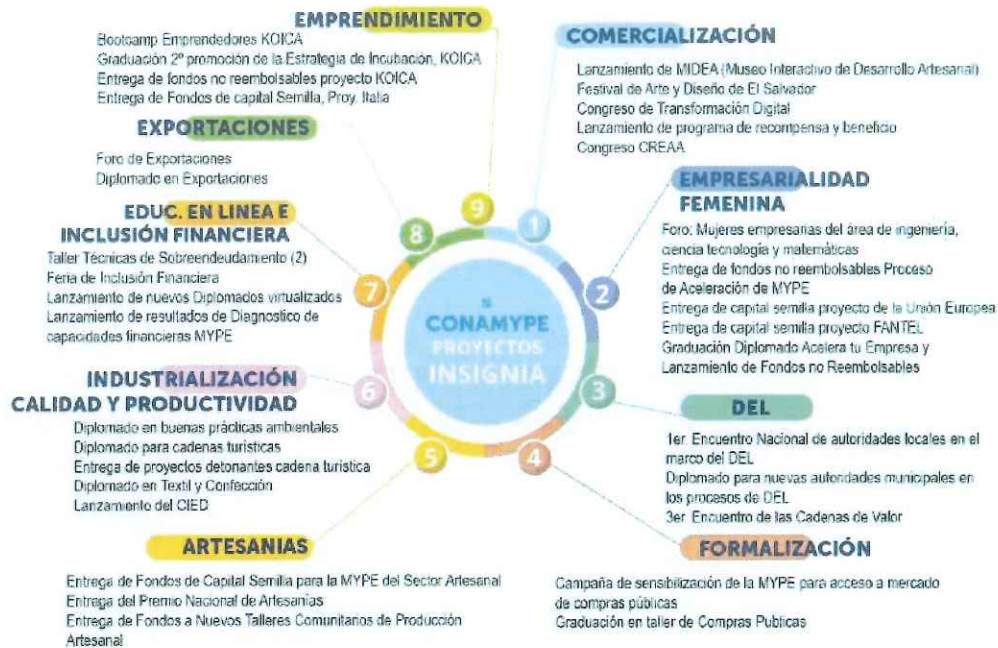 EMPRENDIMIENTO
Bootcamp Emprendedores KOICA
Graduación 2º promoción de la Estrategia de Incubación, KOICA
Entrega de fondos no reembolsables proyecto KOICA
Entrega de Fondos de capital Semilla, Proy. Italia
EXPORTACIONES
Foro de Exportaciones
Diplomado en Exportaciones
EDUC. EN LINEA E
INCLUSIÓN FINANCIERA
Taller Técnicas de Sobreendeudamiento (2)
Feria de Inclusión Financiera
Lanzamiento de nuevos Diplomados virtualizados
Lanzamiento de resultados de Diagnostico de
capacidades financieras MYPE
INDUSTRIALIZACIÓN
CALIDAD Y PRODUCTIVIDAD
Diplomado en buenas prácticas ambientales
Diplomado para cadenas turísticas
Entrega de proyectos detonantes cadena turística
Diplomado en Textil y Confección
Lanzamiento del CIED
ARTESANIAS
Entrega de Fondos de Capital Semilla para la MYPE del Sector Artesanal
Entrega del Premio Nacional de Artesanías
Entrega de Fondos a Nuevos Talleres Comunitarios de Producción
Artesanal
9
8
7
6
5
1
2
3
4
CONAMYPE
PROYECTOS
INSIGNIA
COMERCIALIZACIÓN
Lanzamiento de MIDEA (Museo Interactivo de Desarrollo Artesanal)
Festival de Arte y Diseño de El Salvador
Congreso de Transformación Digital
Lanzamiento de programa de recompensa y beneficio
Congreso CREAA
EMPRESARIALIDAD
FEMENINA
Foro: Mujeres empresarias del área de ingeniería,
ciencia tecnología y matemáticas
Entrega de fondos no reembolsables Proceso
de Aceleración de MYPE
Entrega de capital semilla proyecto de la Unión Europea
Entrega de capital semilla proyecto FANTEL
Graduación Diplomado Acelera tu Empresa y
Lanzamiento de Fondos no Reembolsables
DEL
1er. Encuentro Nacional de autoridades locales en el
marco del DEL
Diplomado para nuevas autoridades municipales en
los procesos de DEL
3er. Encuentro de las Cadenas de Valor
FORMALIZACIÓN
Campaña de sensibilización de la MYPE para acceso a mercado
de compras públicas
Graduación en taller de Compras Publicas